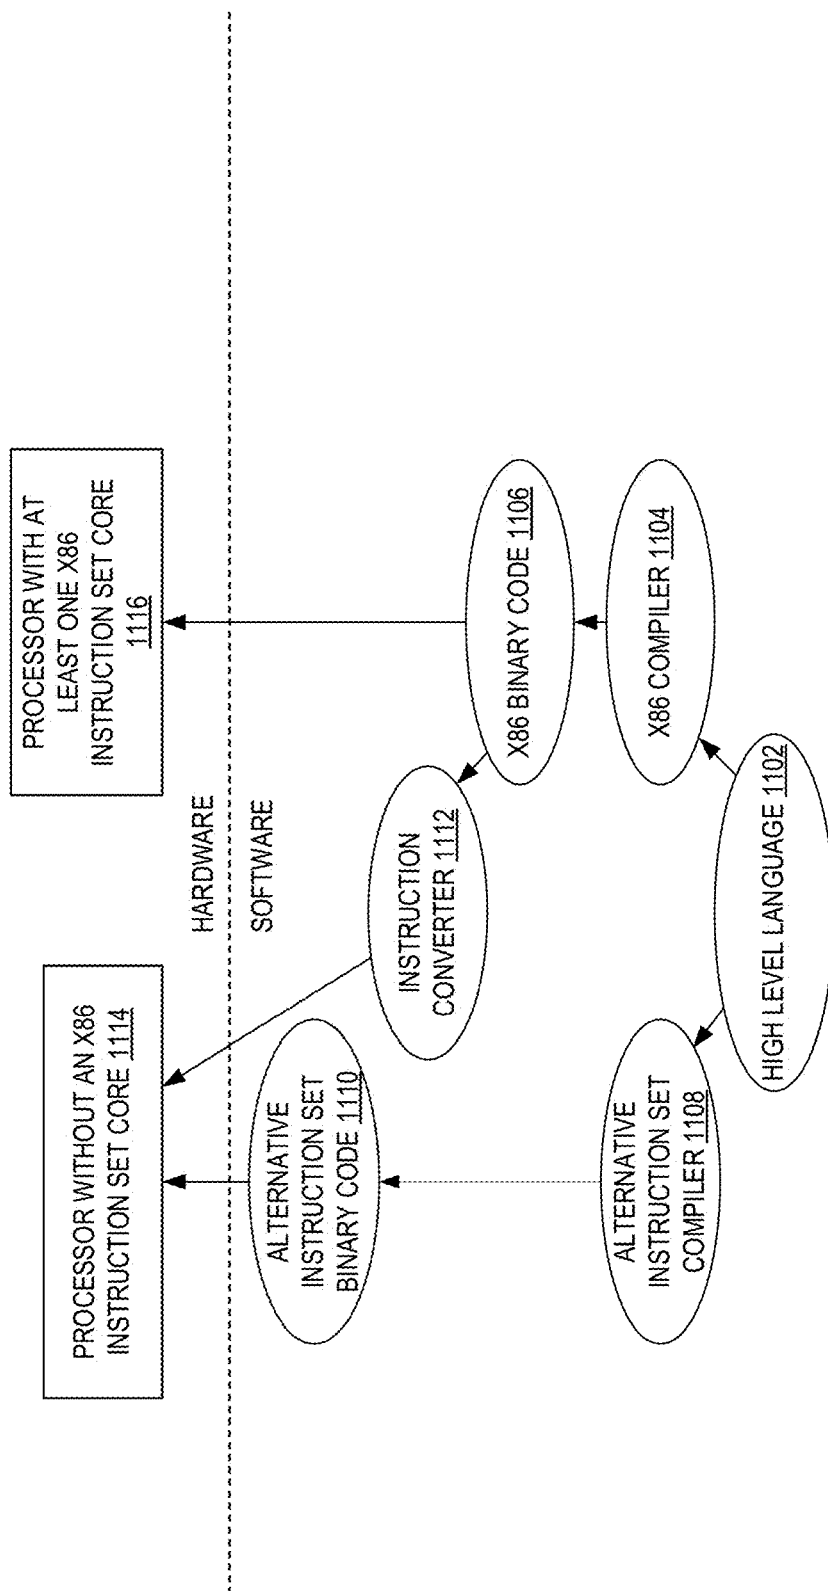 PROCESSOR WITHOUT AN X86
INSTRUCTION SET CORE 1114
PROCESSOR WITH AT
LEAST ONE X86
INSTRUCTION SET CORE
1116
HARDWARE
SOFTWARE
ALTERNATIVE
INSTRUCTION SET
BINARY CODE 1110
INSTRUCTION
CONVERTER 1112
X86 BINARY CODE 1106
ALTERNATIVE
INSTRUCTION SET
COMPILER 1108
X86 COMPILER 1104
HIGH LEVEL LANGUAGE 1102